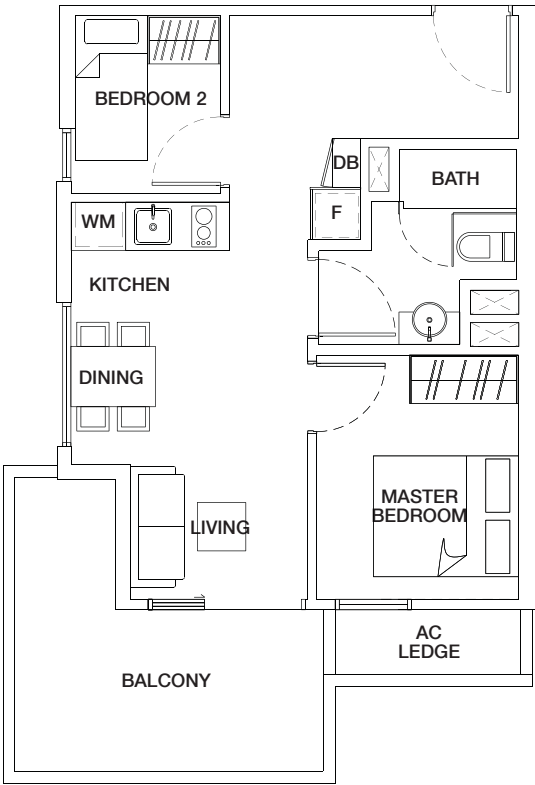 BEDROOM 2
DB
BATH
WM
F
KITCHEN
DINING
MASTER
BEDROOM
LIVING
AC
LEDGE
BALCONY